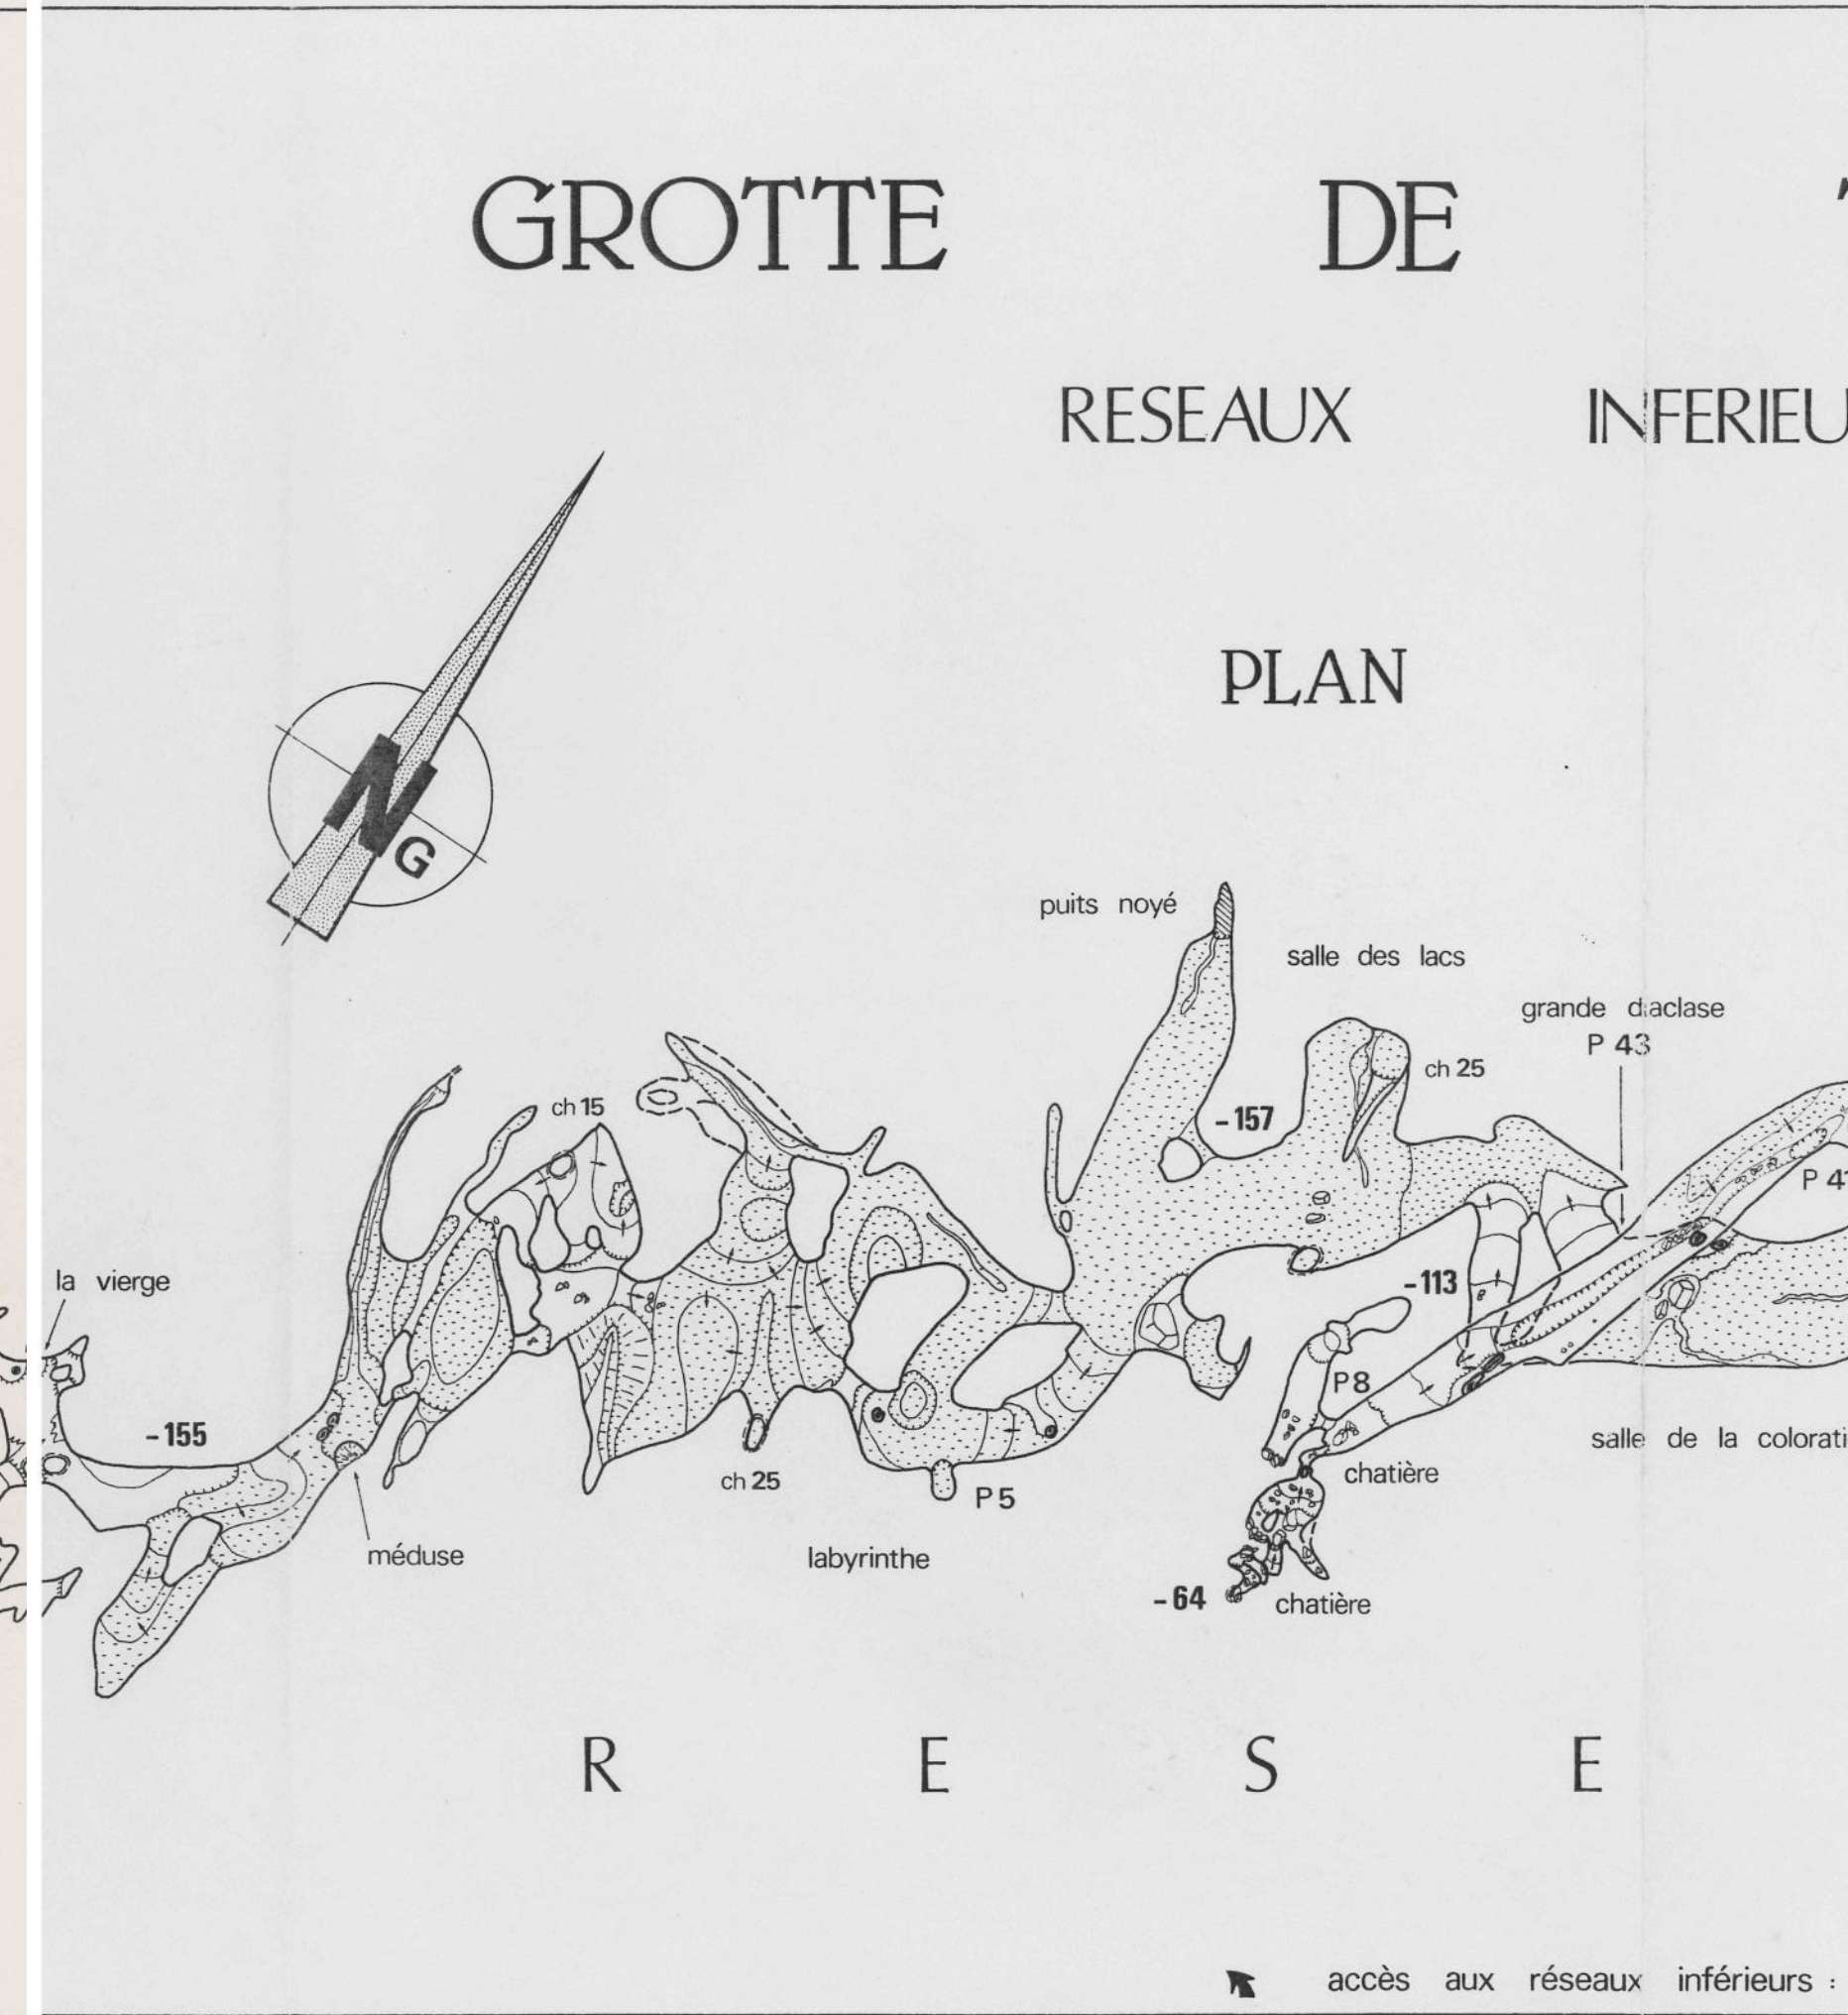 GROTTE DE
RESEAUX INFERIEU
PLAN
N
G
puits noyé
salle des lacs
grande diaclase
P 43
ch 25
ch 15
-157
P 4
la vierge
-113
P8
-155
salle de la colorati
chatière
ch 25
P5
méduse
labyrinthe
-64
chatière
R E S E
accès aux réseaux inférieurs :